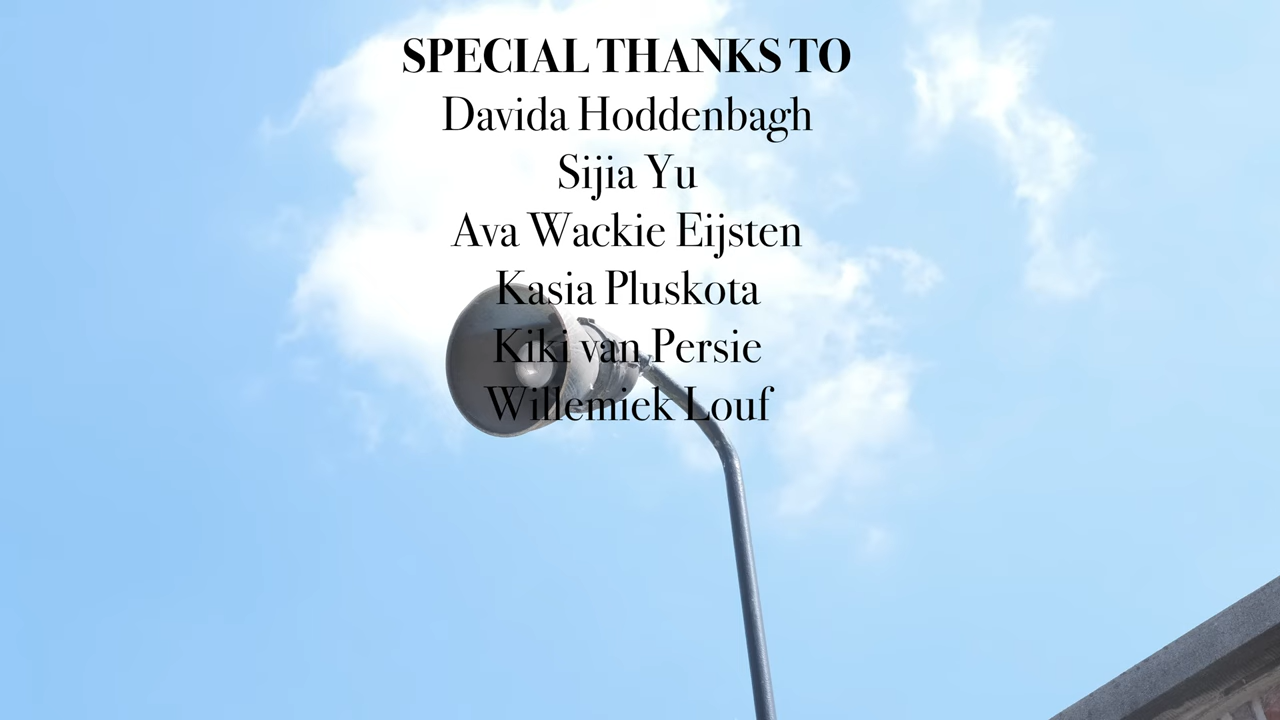 SPECIAL THANKS TO
Davida Hoddenbagh
Sijia Yu
Ava Wackie Eijsten
Kasia Pluskota
Kiki van Persie
Willemiek Louf